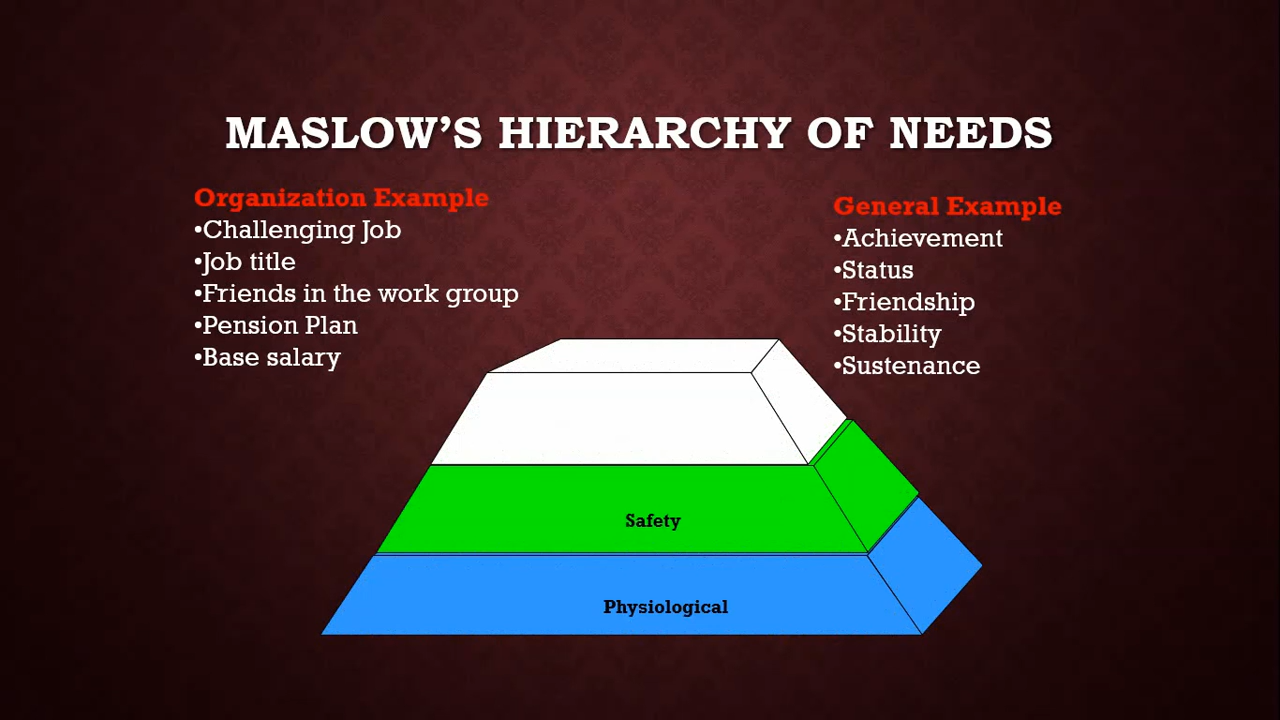 MASLOW’S HIERARCHY OF NEEDS
Organization Example
•Challenging Job
•Job title
•Friends in the work group
•Pension Plan
•Base salary
General Example
•Achievement
•Status
•Friendship
•Stability
•Sustenance
Safety
Physiological